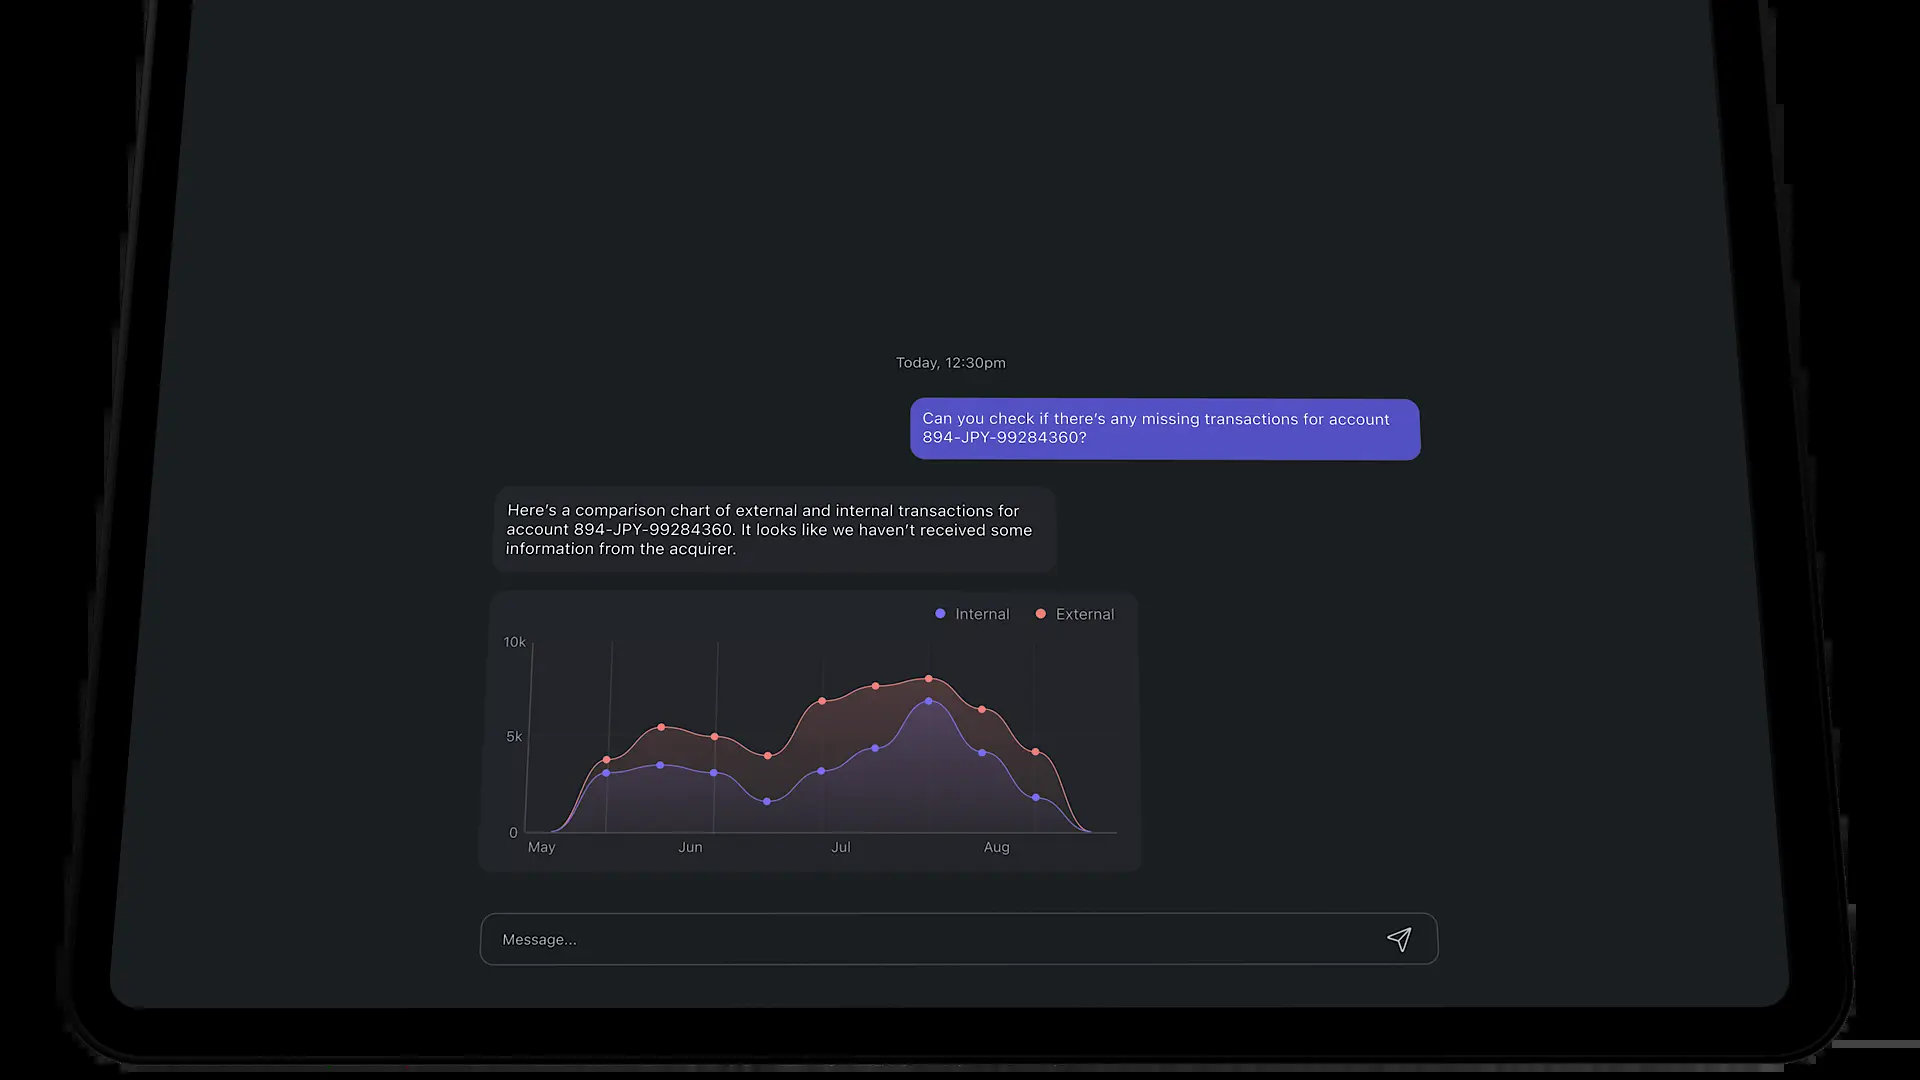 Today, 12:30pm
Can you check if there’s any missing transactions for account
894-JPY-99284360?
Here’s a comparison chart of external and internal transactions for
account 894-JPY-99284360. It looks like we haven’t received some
information from the acquirer.
Internal
External
10k
5k
0
May
Jun
Jul
Aug
Message...